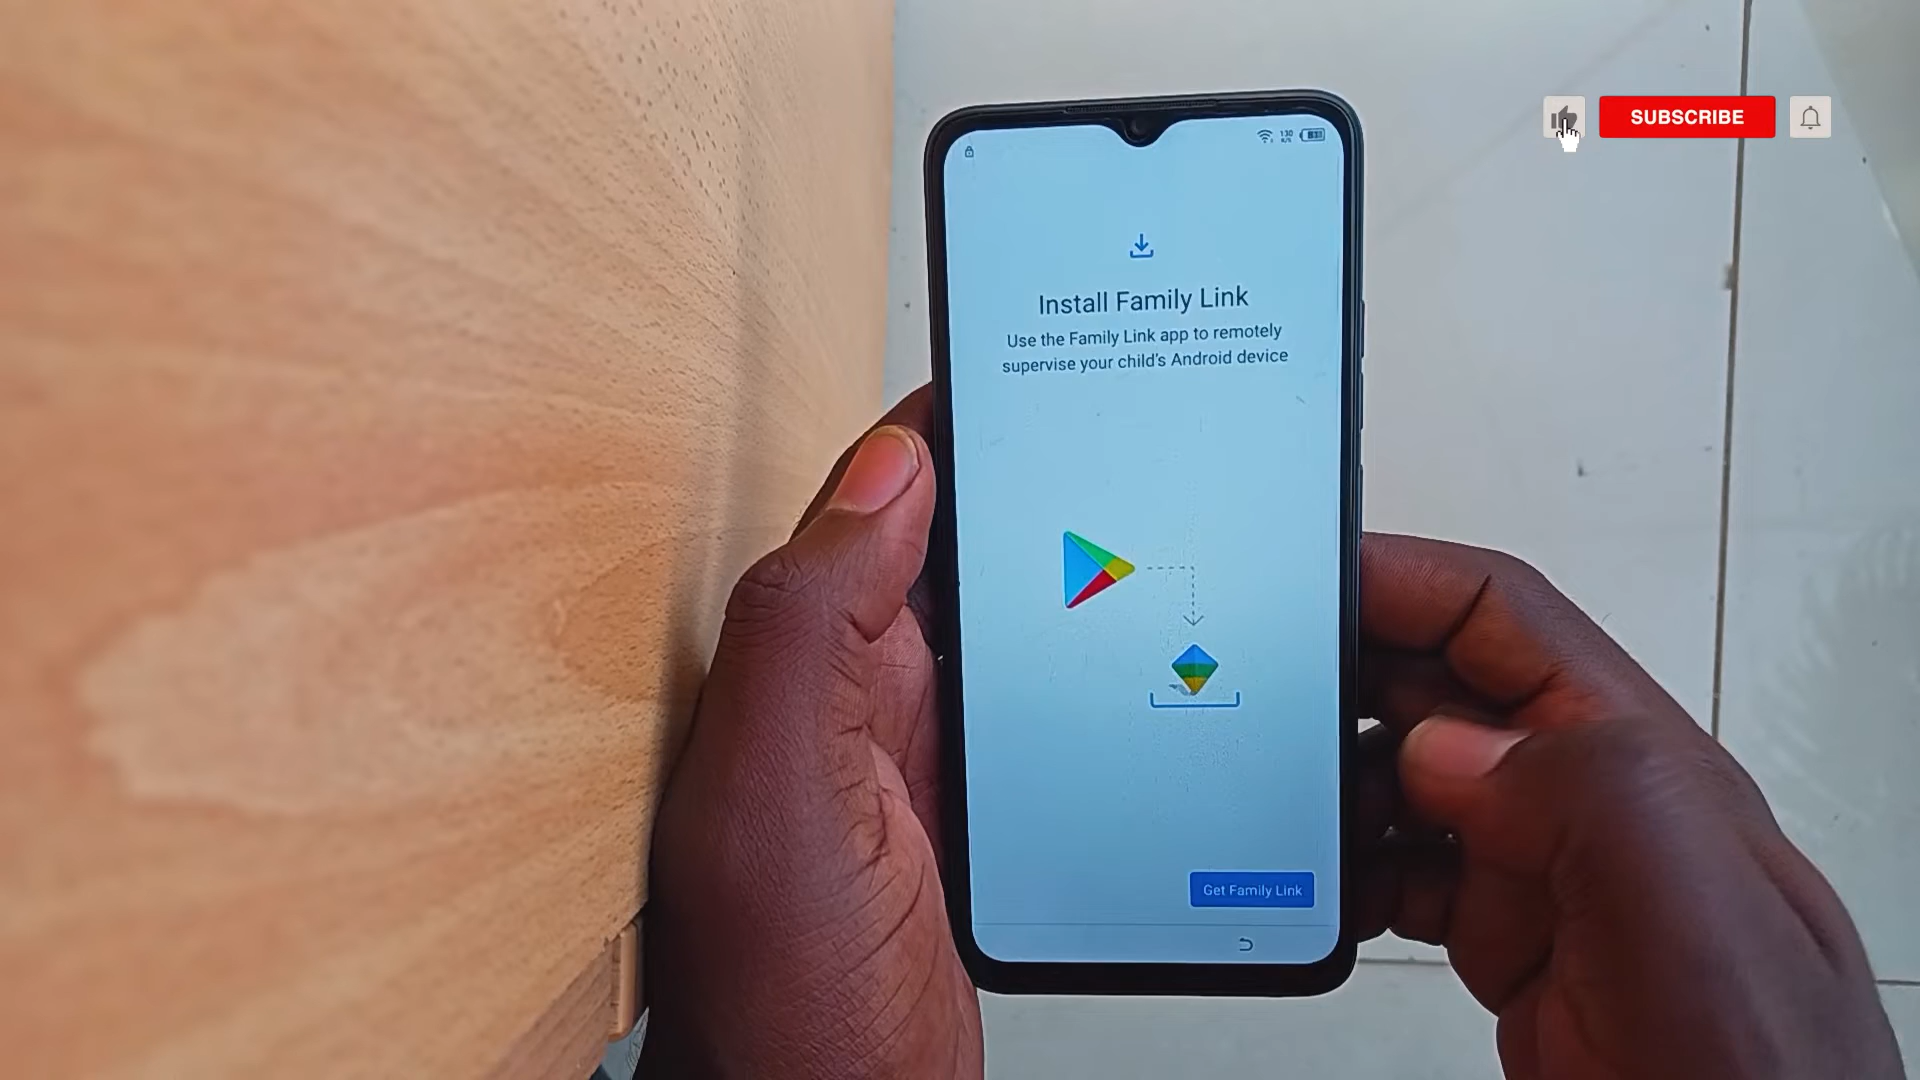 SUBSCRIBE
130
Install Family Link
Use the Family Link app to remotely
supervise your child's Android device
Get Family Link